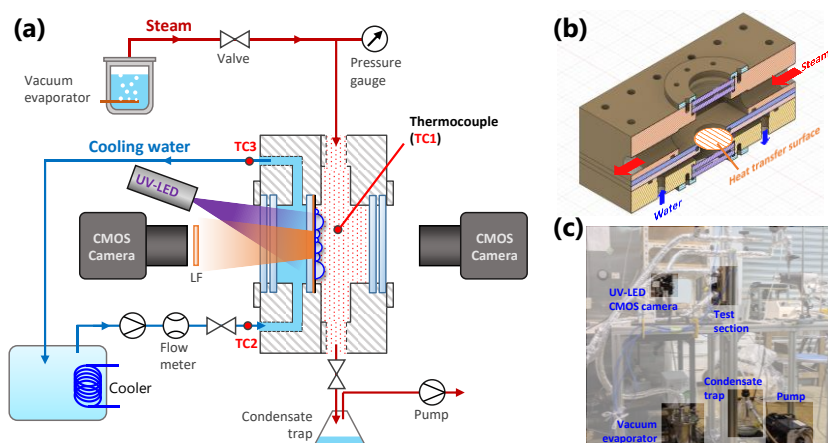 (a)
Steam
Valve
Pressure
gauge
Vacuum
evaporator
Thermocouple
(TC1)
Cooling water
TC3
UV-LED
CMOS
Camera
LF
CMOS
Camera
TC2
Flow
meter
Cooler
Condensate
trap
Pump
(b)
Steam
Heat transfer surface
Water
(c)
UV-LED
CMOS camera
Test
section
Condensate
trap
Pump
Vacuum
evaporator